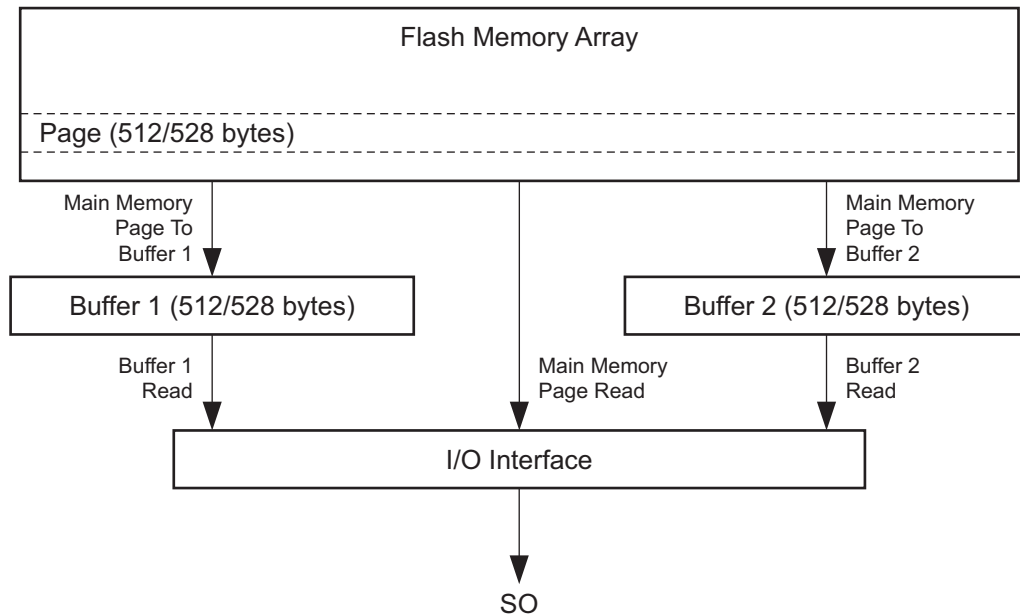 Flash Memory Array
Page (512/528 bytes)
Main Memory
Page To
Buffer 1
Main Memory
Page To
Buffer 2
Buffer 1 (512/528 bytes)
Buffer 2 (512/528 bytes)
Buffer 1
Read
Main Memory
Page Read
Buffer 2
Read
I/O Interface
SO